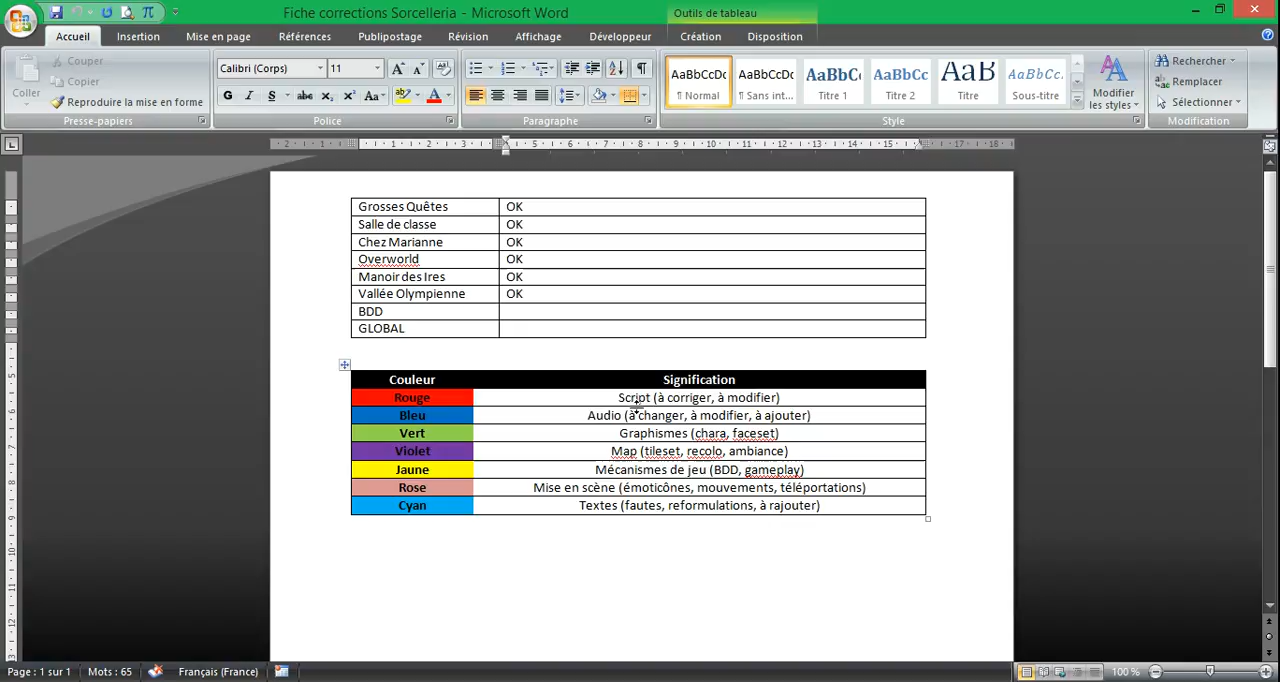 Fiche corrections Sorcelleria - Microsoft Word
Outils de tableau
Accueil Insertion Mise en page Références Publipostage Révision Affichage Développeur Création Disposition
Coller
Couper
Copier
Reproduire la mise en forme
Presse-papiers
Calibri (Corps) 11
G I S abc X₂ X² Aa
Police
Paragraphe
AaBbCcDc
¶ Normal
AaBbCcDc
¶ Sans int...
AaBbC
Titre 1
AaBbCc
Titre 2
AaB
Titre
AaBbCc.
Sous-titre
Modifier
les styles
Style
Rechercher
Remplacer
Sélectionner
Modification
Grosses Quêtes OK
Salle de classe OK
Chez Marianne OK
Overworld OK
Manoir des Ires OK
Vallée Olympienne OK
BDD
GLOBAL
Couleur Signification
Rouge Script (à corriger, à modifier)
Bleu Audio (à changer, à modifier, à ajouter)
Vert Graphismes (chara, faceset)
Violet Map (tileset, recolo, ambiance)
Jaune Mécanismes de jeu (BDD, gameplay)
Rose Mise en scène (émoticônes, mouvements, téléportations)
Cyan Textes (fautes, reformulations, à rajouter)
Page : 1 sur 1 Mots : 65 Français (France) 100 %